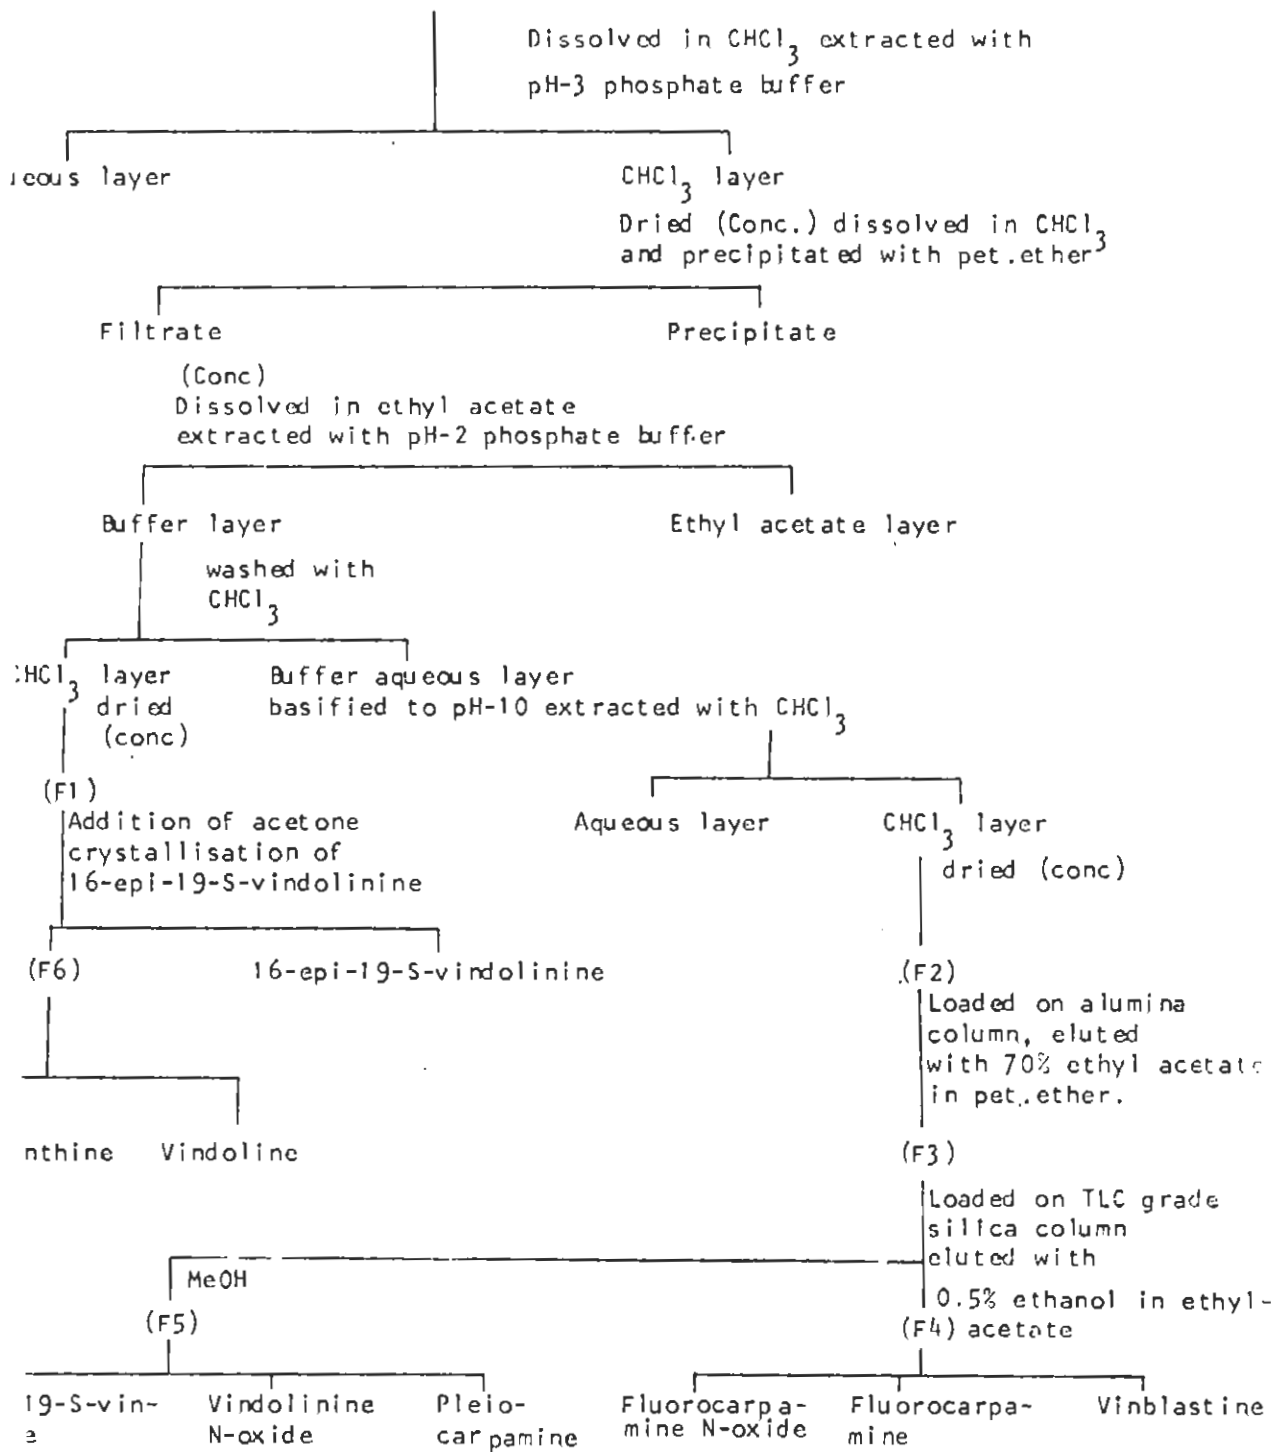 Dissolved in CHCl3 extracted with
pH-3 phosphate buffer
layer
CHCl3 layer
Dried (Conc.) dissolved in CHCl3
and precipitated with pet.ether
Filtrate
Precipitate
(Conc)
Dissolved in ethyl acetate
extracted with pH-2 phosphate buffer
Buffer layer
Ethyl acetate layer
washed with
CHCl3
CHCl3 layer
dried
(conc)
Buffer aqueous layer
basified to pH-10 extracted with CHCl3
(F1)
Addition of acetone
crystallisation of
16-epi-19-S-vindolinine
Aqueous layer
CHCl3 layer
dried (conc)
(F6)
16-epi-19-S-vindolinine
(F2)
Loaded on alumina
column, eluted
with 70% ethyl acetate
in pet.ether.
nthine
Vindoline
(F3)
Loaded on TLC grade
silica column
eluted with
0.5% ethanol in ethyl-
acetate
MeOH
(F5)
(F4)
19-S-vin-
Vindolinine
N-oxide
Pleio-
carpamine
Fluorocarpa-
mine N-oxide
Fluorocarpa-
mine
Vinblastine